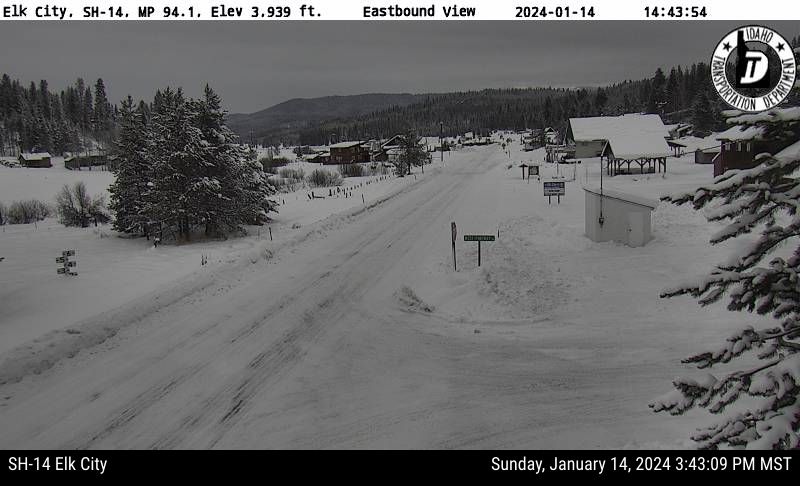 Elk City, SH-14, MP 94.1, Elev 3,939 ft. Eastbound View 2024-01-14 14:43:54
IDAHO
TRANSPORTATION DEPARTMENT
SH-14 Elk City Sunday, January 14, 2024 3:43:09 PM MST